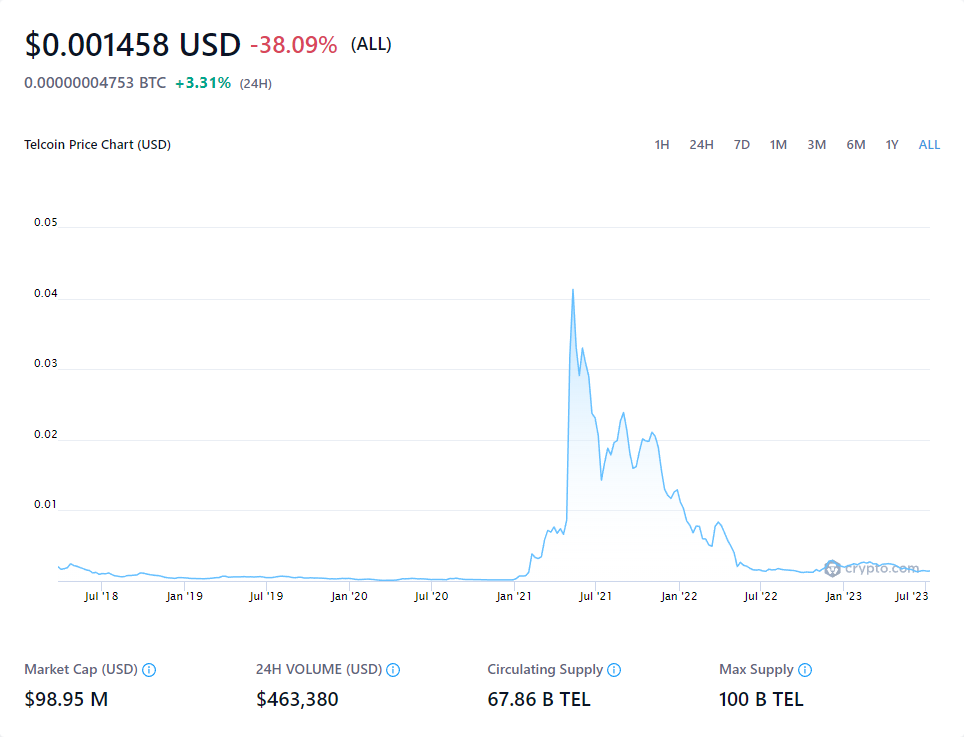 $0.001458 USD -38.09% (ALL)
0.00000004753 BTC +3.31% (24H)
Telcoin Price Chart (USD) 1H 24H 7D 1M 3M 6M 1Y ALL
0.05
0.04
0.03
0.02
0.01
crypto.com
Jul '18 Jan '19 Jul '19 Jan '20 Jul '20 Jan '21 Jul '21 Jan '22 Jul '22 Jan '23 Jul '23
Market Cap (USD) 24H VOLUME (USD) Circulating Supply Max Supply
$98.95 M $463,380 67.86 B TEL 100 B TEL